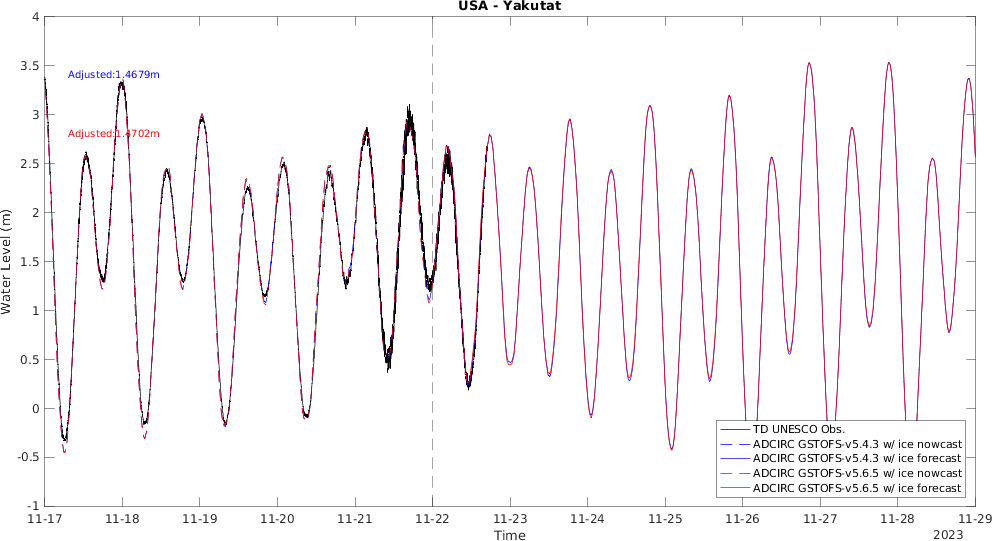 USA - Yakutat
Water Level (m)
4
3.5
3
2.5
2
1.5
1
0.5
0
-0.5
-1
Adjusted:1.4679m
Adjusted:1.4702m
TD UNESCO Obs.
ADCIRC GSTOFS-v5.4.3 w/ ice nowcast
ADCIRC GSTOFS-v5.4.3 w/ ice forecast
ADCIRC GSTOFS-v5.6.5 w/ ice nowcast
ADCIRC GSTOFS-v5.6.5 w/ ice forecast
11-17 11-18 11-19 11-20 11-21 11-22 11-23 11-24 11-25 11-26 11-27 11-28 11-29
Time
2023